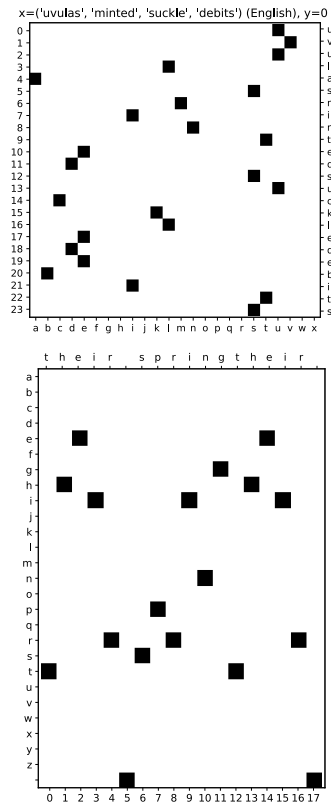 x=('uvulas', 'minted', 'suckle', 'debits') (English), y=0
0 u
1 v
2 u
3 l
4 a
5 s
6 m
7 i
8 n
9 t
10 e
11 d
12 s
13 u
14 c
15 k
16 l
17 e
18 d
19 e
20 b
21 i
22 t
23 s
a b c d e f g h i j k l m n o p q r s t u v w x
t h e i r s p r i n g t h e i r
a
b
c
d
e
f
g
h
i
j
k
l
m
n
o
p
q
r
s
t
u
v
w
x
y
z
0 1 2 3 4 5 6 7 8 9 10 11 12 13 14 15 16 17